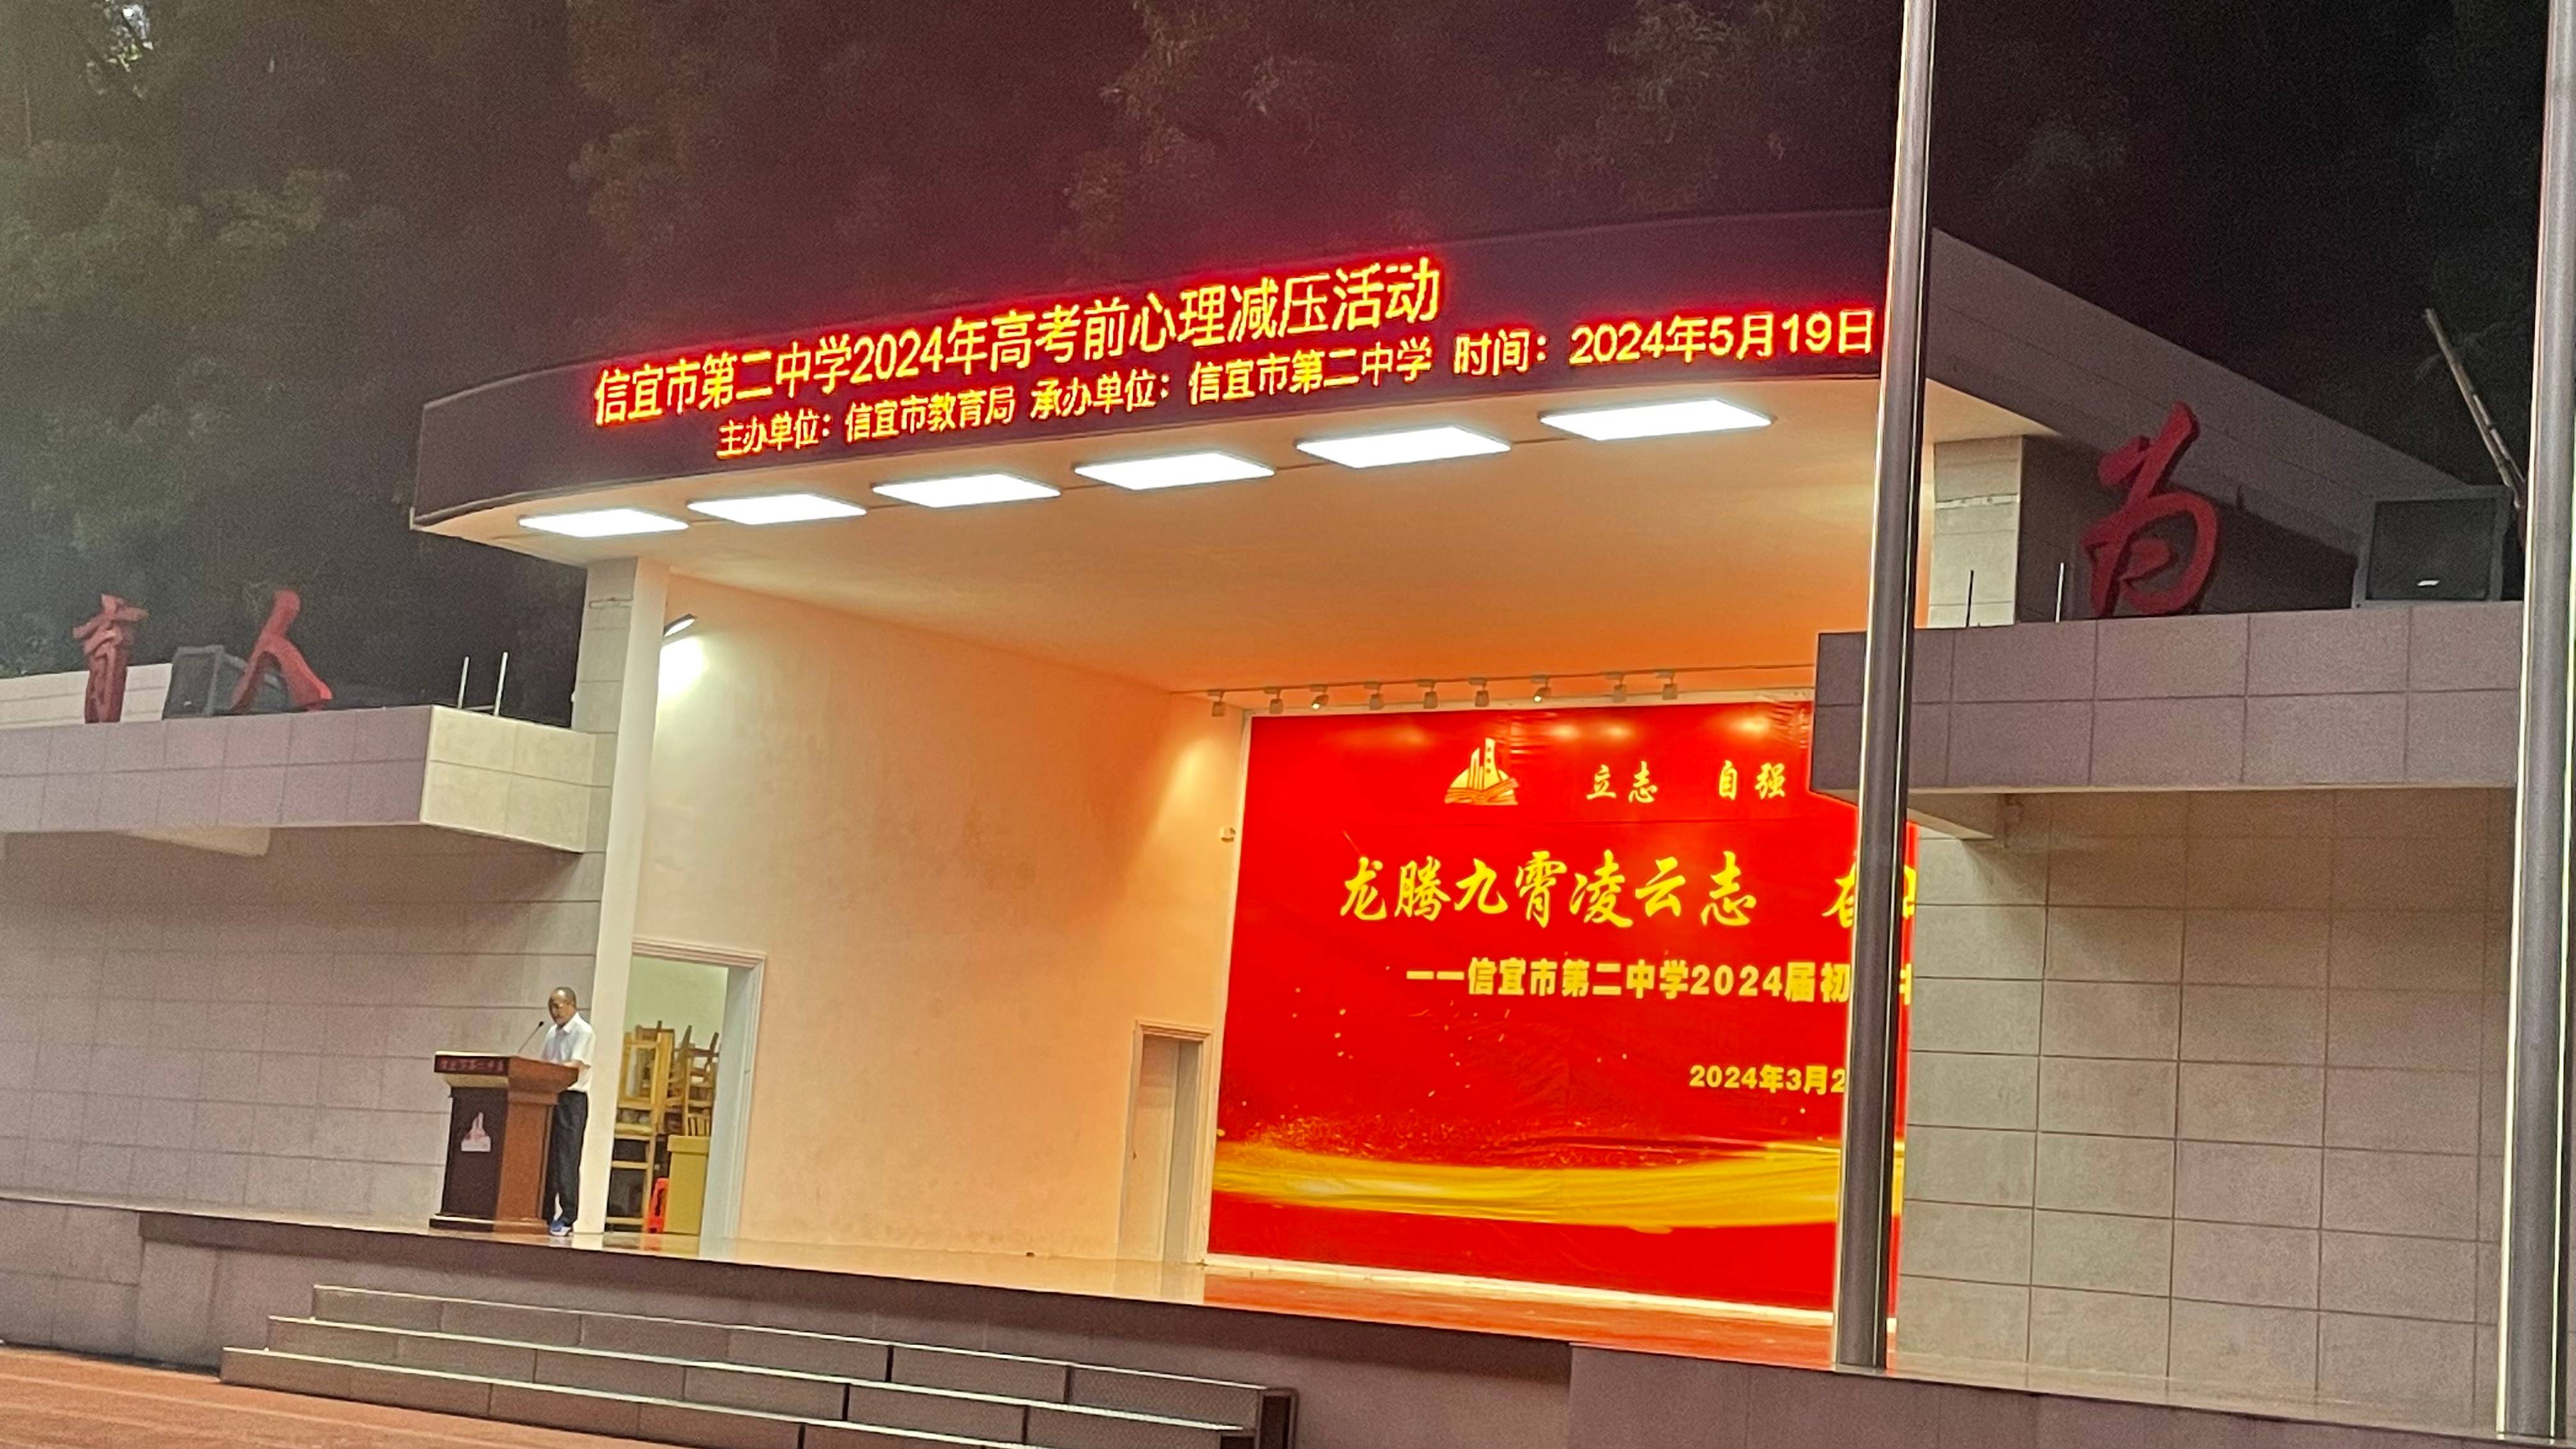 信宜市第二中学2024年高考前心理减压活动
主办单位：信宜市教育局 承办单位：信宜市第二中学 时间：2024年5月19日
育人
为
立志 自强
龙腾九霄凌云志
——信宜市第二中学2024届初
2024年3月2